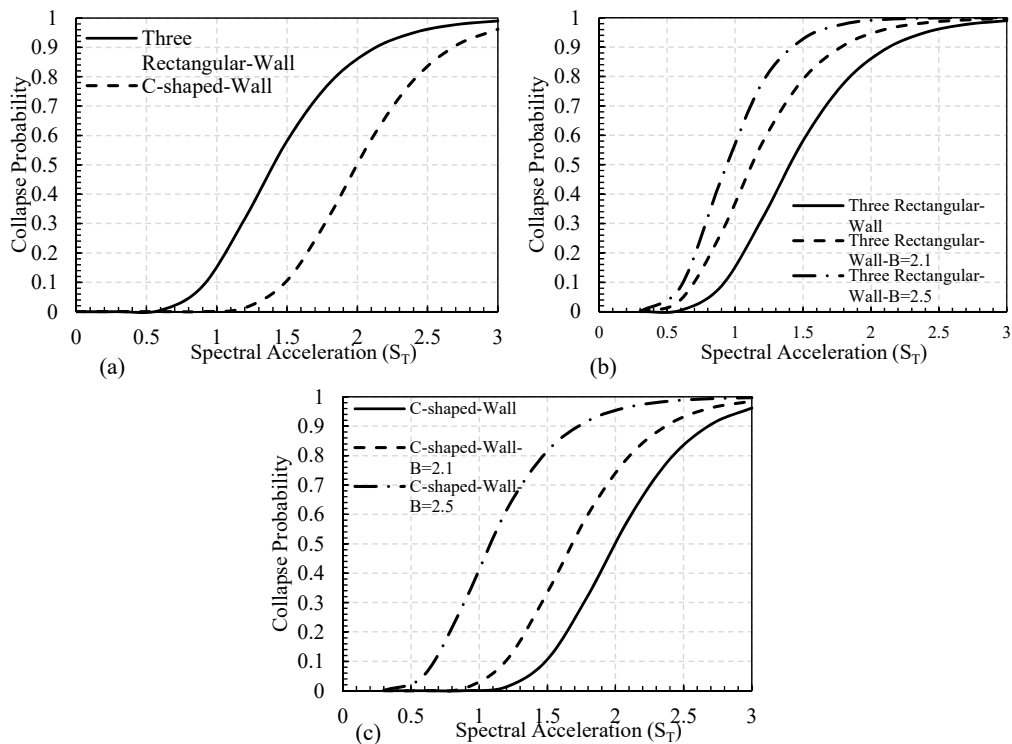 1
0.9
0.8
0.7
0.6
0.5
0.4
0.3
0.2
0.1
0
Collapse Probability
Three
Rectangular-Wall
C-shaped-Wall
0 0.5 1 1.5 2 2.5 3
Spectral Acceleration (S_T)
(a)
1
0.9
0.8
0.7
0.6
0.5
0.4
0.3
0.2
0.1
0
Collapse Probability
Three Rectangular-
Wall
Three Rectangular-
Wall-B=2.1
Three Rectangular-
Wall-B=2.5
0 0.5 1 1.5 2 2.5 3
Spectral Acceleration (S_T)
(b)
1
0.9
0.8
0.7
0.6
0.5
0.4
0.3
0.2
0.1
0
Collapse Probability
C-shaped-Wall
C-shaped-Wall-
B=2.1
C-shaped-Wall-
B=2.5
0 0.5 1 1.5 2 2.5 3
Spectral Acceleration (S_T)
(c)